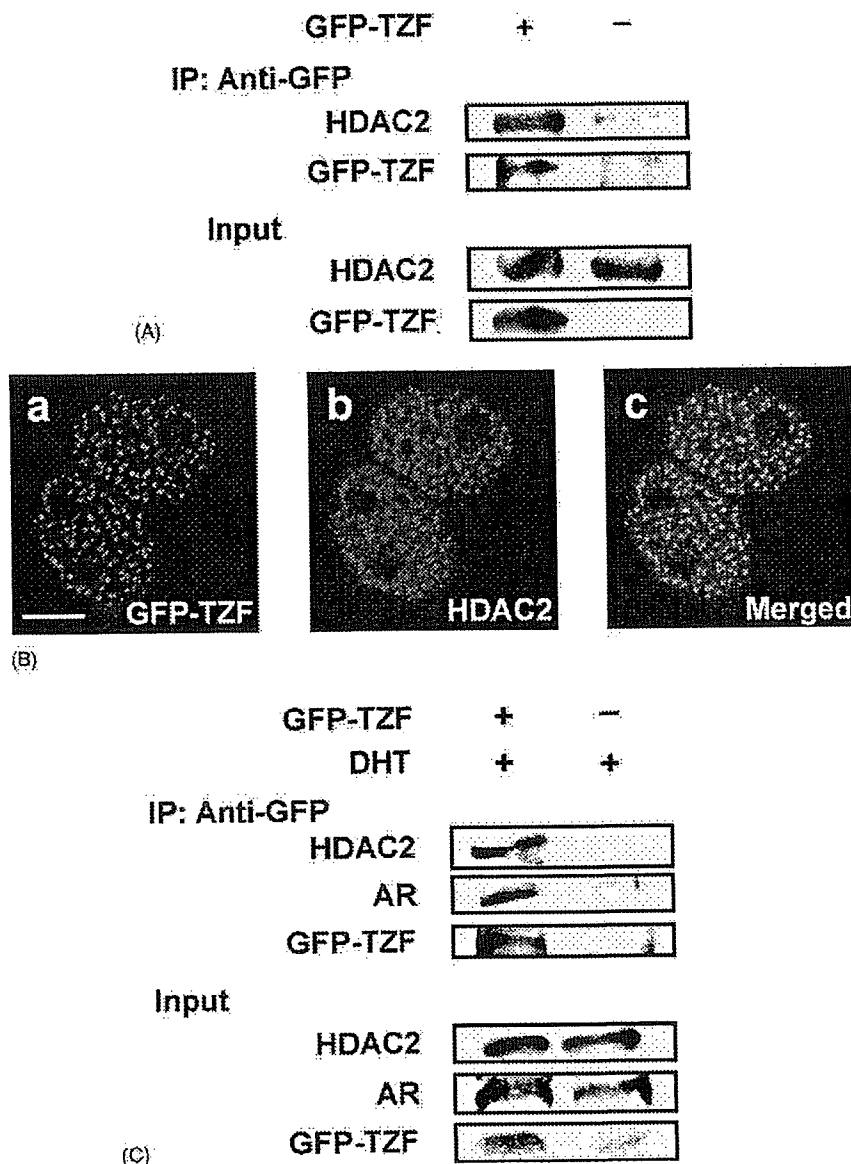 GFP-TZF + −
IP: Anti-GFP
HDAC2
GFP-TZF
Input
HDAC2
GFP-TZF
(A)
a b c
GFP-TZF HDAC2 Merged
(B)
GFP-TZF + −
DHT + +
IP: Anti-GFP
HDAC2
AR
GFP-TZF
Input
HDAC2
AR
GFP-TZF
(C)